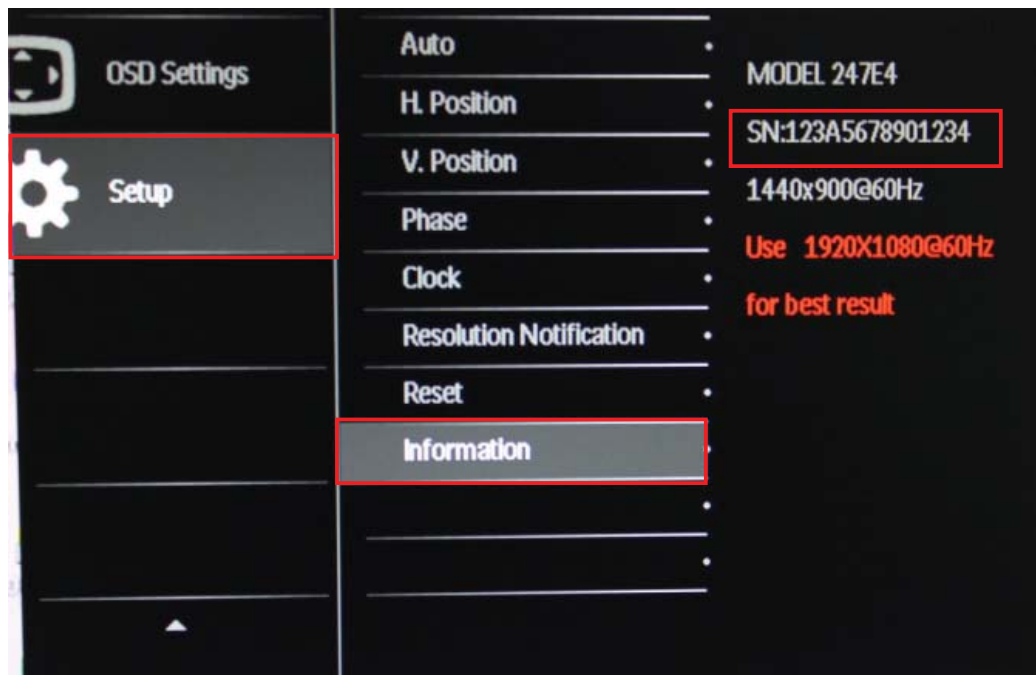 OSD Settings
Setup
Auto
H. Position
V. Position
Phase
Clock
Resolution Notification
Reset
Information
MODEL 247E4
SN:123A5678901234
1440x900@60Hz
Use 1920X1080@60Hz
for best result